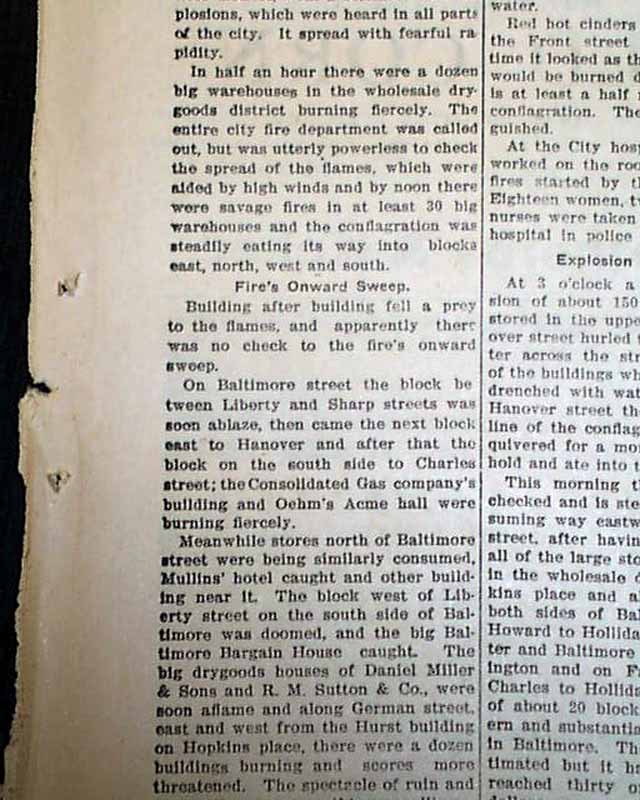 plosions, which were heard in all parts
of the city. It spread with fearful ra
pidity.
In half an hour there were a dozen
big warehouses in the wholesale dry-
goods district burning fiercely. The
entire city fire department was called
out, but was utterly powerless to check
the spread of the flames, which were
aided by high winds and by noon there
were savage fires in at least 30 big
warehouses and the conflagration was
steadily eating its way into blocks
east, north, west and south.
Fire's Onward Sweep.
Building after building fell a prey
to the flames, and apparently there
was no check to the fire's onward
sweep.
On Baltimore street the block be
tween Liberty and Sharp streets was
soon ablaze, then came the next block
east to Hanover and after that the
block on the south side to Charles
street; the Consolidated Gas company's
building and Oehm's Acme hall were
burning fiercely.
Meanwhile stores north of Baltimore
street were being similarly consumed,
Mullins' hotel caught and other build-
ing near it. The block west of Lib-
erty street on the south side of Bal-
timore was doomed, and the big Bal-
timore Bargain House caught. The
big drygoods houses of Daniel Miller
& Sons and R. M. Sutton & Co., were
soon aflame and along German street,
east and west from the Hurst building
on Hopkins place, there were a dozen
buildings burning and scores more
threatened. The spectacle of ruin and
water.
Red hot cinders
the Front street
time it looked as th
would be burned d
is at least a half
conflagration. The
guished.
At the City hosp
worked on the roo
fires started by th
Eighteen women, tw
nurses were taken
hospital in police
Explosion
At 3 o'clock a
sion of about 150
stored in the uppe
over street hurled
ter across the str
of the buildings wh
drenched with wat
Hanover street the
line of the conflag
quivered for a mo
hold and ate into t
This morning t
checked and is ste
suming way eastw
street, after havin
all of the large sto
in the wholesale d
kins place and al
both sides of Bal
Howard to Hollida
ter and Baltimore
ington and on Fr
Charles to Hollida
of about 20 block
ern and substantia
in Baltimore. Th
timated but it ha
reached thirty